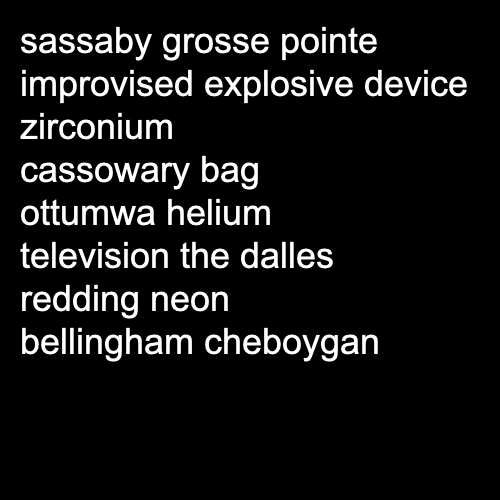 sassaby grosse pointe
improvised explosive device
zirconium
cassowary bag
ottumwa helium
television the dalles
redding neon
bellingham cheboygan